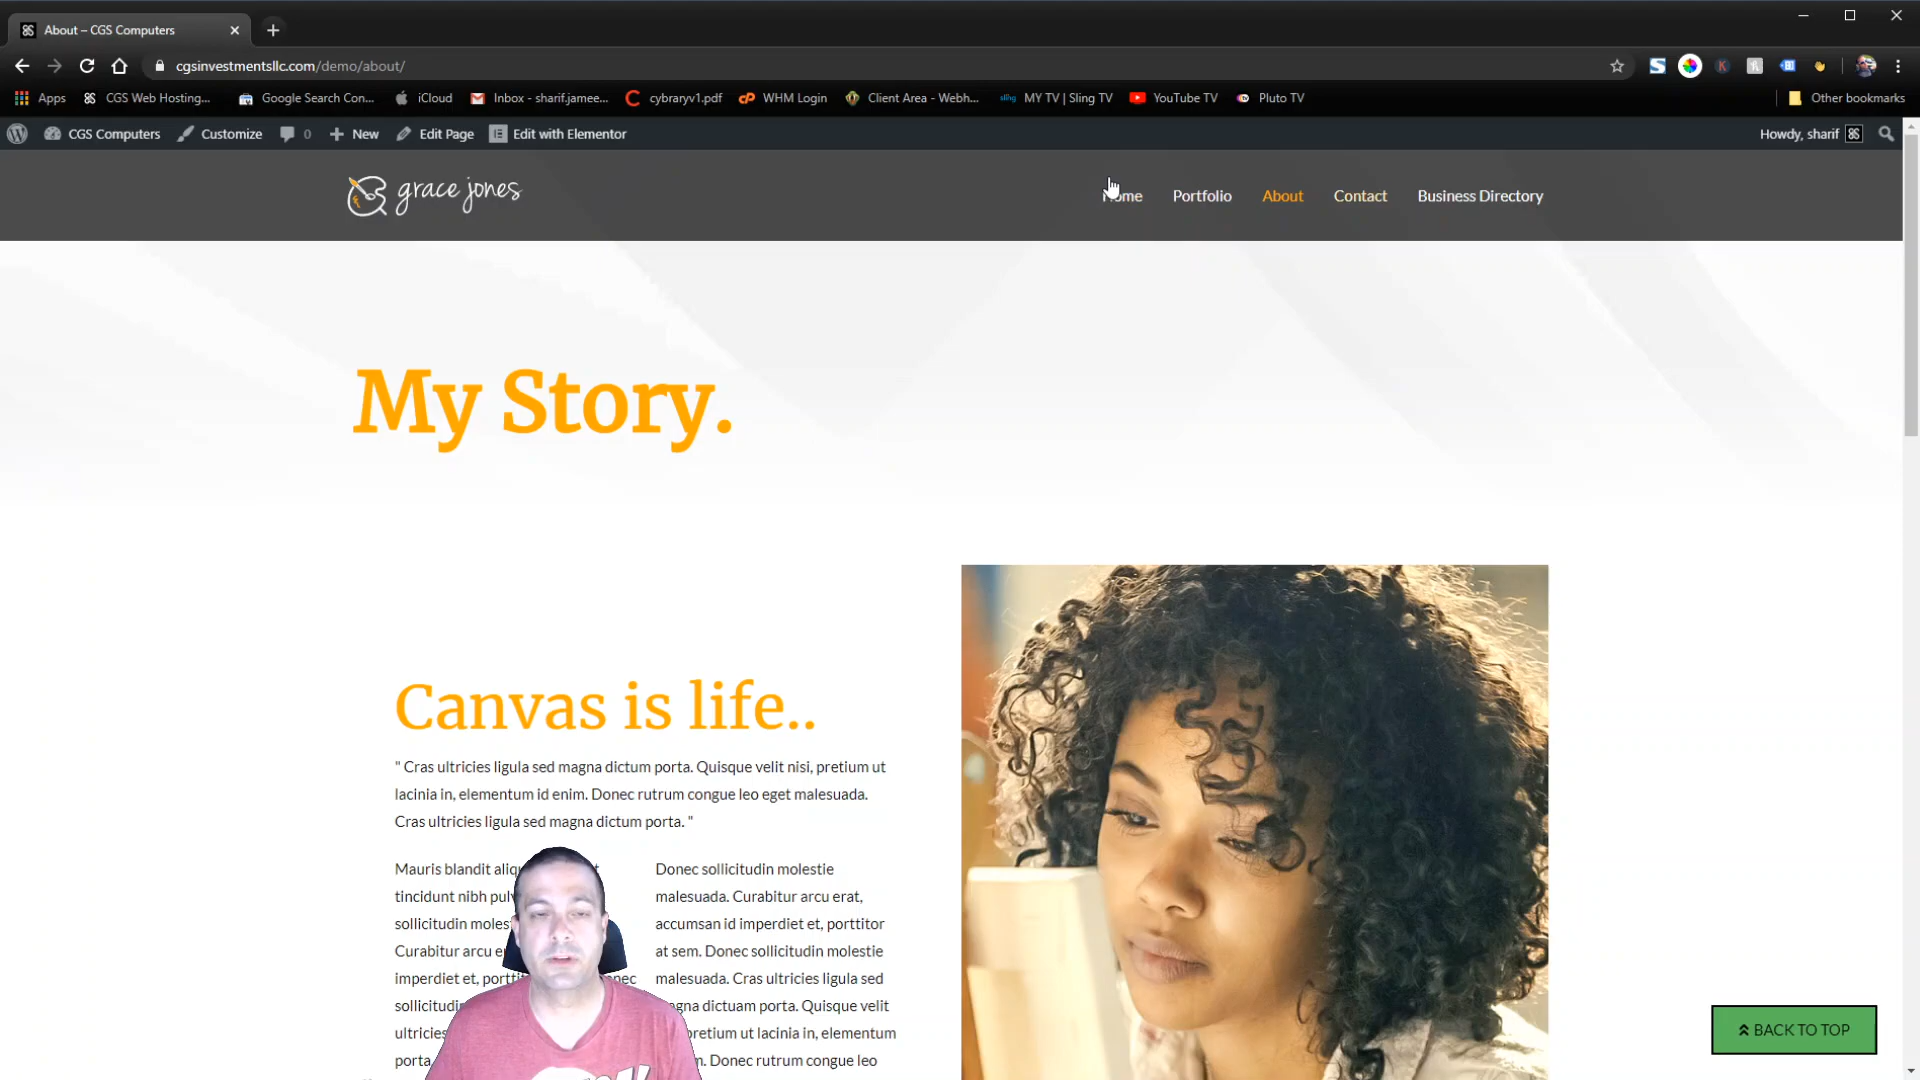 About – CGS Computers
cgsinvestmentsllc.com/demo/about/
Apps CGS Web Hosting... Google Search Con... iCloud Inbox - sharif.jamee... cybraryv1.pdf WHM Login Client Area - Webh... MY TV | Sling TV YouTube TV Pluto TV Other bookmarks
CGS Computers Customize 0 New Edit Page Edit with Elementor Howdy, sharif
grace jones Home Portfolio About Contact Business Directory
My Story.
Canvas is life..
" Cras ultricies ligula sed magna dictum porta. Quisque velit nisi, pretium ut
lacinia in, elementum id enim. Donec rutrum congue leo eget malesuada.
Cras ultricies ligula sed magna dictum porta. "
Mauris blandit
tincidunt nibh
sollicitudin
Curabitur arcu
imperdiet et,
porta.
Donec sollicitudin molestie
malesuada. Curabitur arcu erat,
accumsan id imperdiet et, porttitor
at sem. Donec sollicitudin molestie
malesuada. Cras ultricies ligula sed
dictuam porta. Quisque velit
pretium ut lacinia in, elementum
Donec rutrum congue leo
BACK TO TOP